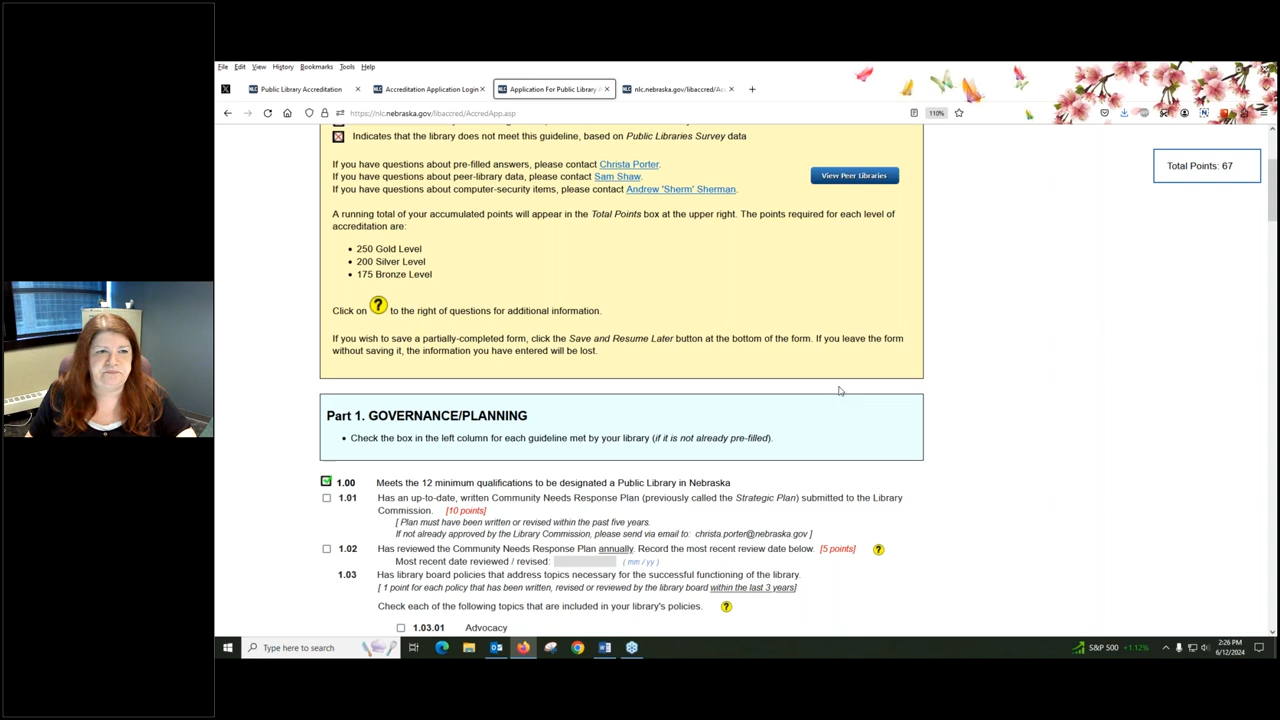 File Edit View History Bookmarks Tools Help
Public Library Accreditation
Accreditation Application Login
Application For Public Library A
nlc.nebraska.gov/libaccred/Acc
https://nlc.nebraska.gov/libaccred/AccredApp.asp
110%
Indicates that the library does not meet this guideline, based on Public Libraries Survey data
Total Points: 67
If you have questions about pre-filled answers, please contact Christa Porter.
If you have questions about peer-library data, please contact Sam Shaw.
View Peer Libraries
If you have questions about computer-security items, please contact Andrew 'Sherm' Sherman.
A running total of your accumulated points will appear in the Total Points box at the upper right. The points required for each level of
accreditation are:
• 250 Gold Level
• 200 Silver Level
• 175 Bronze Level
Click on ? to the right of questions for additional information.
If you wish to save a partially-completed form, click the Save and Resume Later button at the bottom of the form. If you leave the form
without saving it, the information you have entered will be lost.
Part 1. GOVERNANCE/PLANNING
• Check the box in the left column for each guideline met by your library (if it is not already pre-filled).
1.00 Meets the 12 minimum qualifications to be designated a Public Library in Nebraska
1.01 Has an up-to-date, written Community Needs Response Plan (previously called the Strategic Plan) submitted to the Library
Commission. [10 points]
[ Plan must have been written or revised within the past five years.
If not already approved by the Library Commission, please send via email to: christa.porter@nebraska.gov ]
1.02 Has reviewed the Community Needs Response Plan annually. Record the most recent review date below. [5 points] ?
Most recent date reviewed / revised: ( mm / yy )
1.03 Has library board policies that address topics necessary for the successful functioning of the library.
[ 1 point for each policy that has been written, revised or reviewed by the library board within the last 3 years]
Check each of the following topics that are included in your library's policies. ?
1.03.01 Advocacy
Type here to search
S&P 500 +1.12%
2:26 PM
6/12/2024